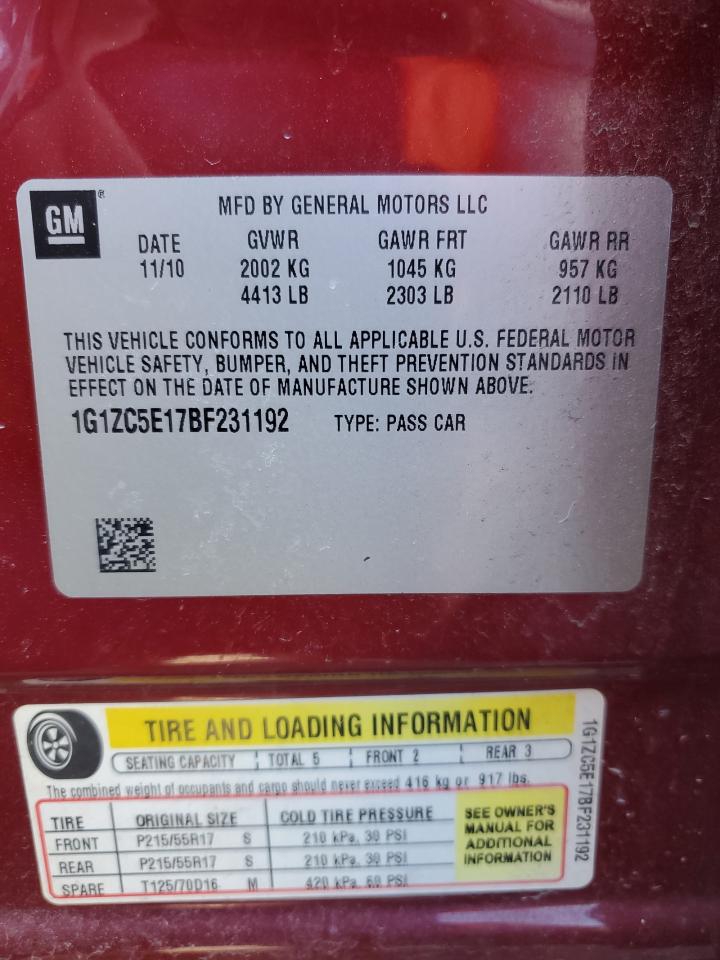 GM®
MFD BY GENERAL MOTORS LLC
DATE GVWR GAWR FRT GAWR RR
11/10 2002 KG 1045 KG 957 KG
4413 LB 2303 LB 2110 LB
THIS VEHICLE CONFORMS TO ALL APPLICABLE U.S. FEDERAL MOTOR
VEHICLE SAFETY, BUMPER, AND THEFT PREVENTION STANDARDS IN
EFFECT ON THE DATE OF MANUFACTURE SHOWN ABOVE.
1G1ZC5E17BF231192 TYPE: PASS CAR
TIRE AND LOADING INFORMATION
SEATING CAPACITY TOTAL 5 FRONT 2 REAR 3
The combined weight of occupants and cargo should never exceed 416 kg or 917 lbs.
TIRE ORIGINAL SIZE COLD TIRE PRESSURE
FRONT P215/55R17 S 210 kPa, 30 PSI
REAR P215/55R17 S 210 kPa, 30 PSI
SPARE T125/70D16 M 420 kPa, 60 PSI
SEE OWNER'S
MANUAL FOR
ADDITIONAL
INFORMATION
1G1ZC5E17BF231192